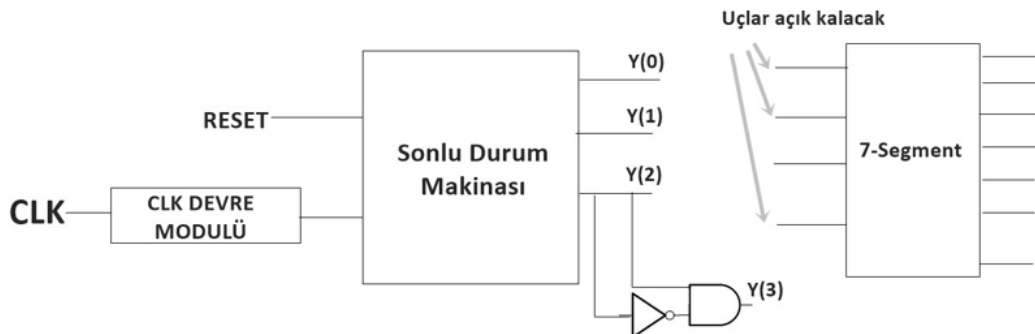 Uçlar açık kalacak
Y(0)
RESET
Y(1)
Sonlu Durum
Makinası
7-Segment
Y(2)
CLK
CLK DEVRE
MODULÜ
Y(3)